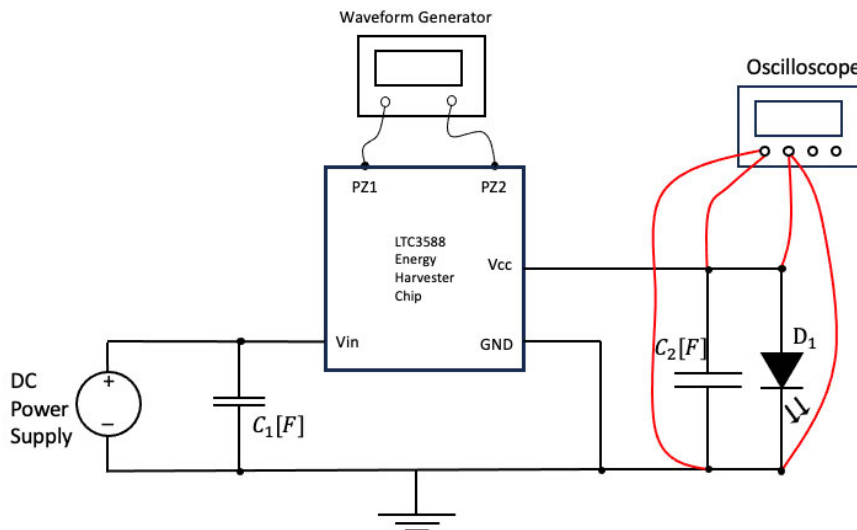 Waveform Generator
Oscilloscope
PZ1
PZ2
LTC3588
Energy
Harvester
Chip
Vcc
Vin
GND
C₂[F]
D₁
DC
Power
Supply
+
–
C₁[F]